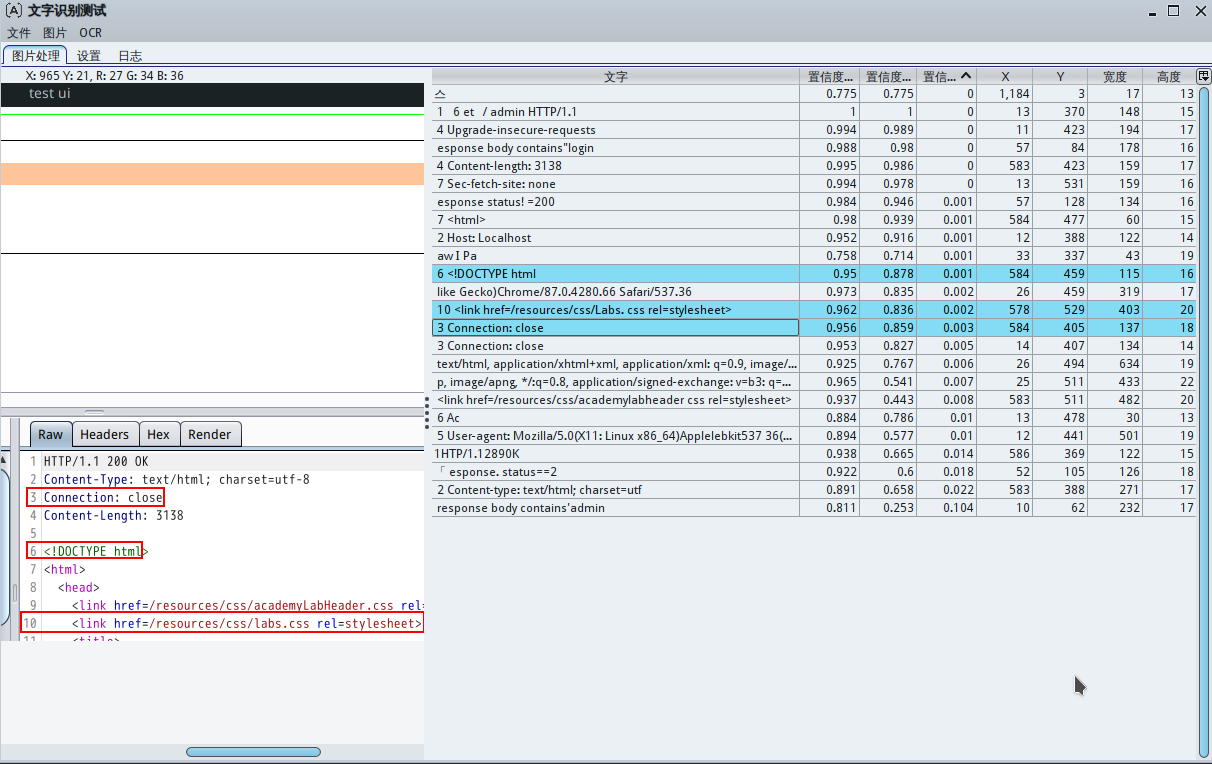 文字识别测试
文件 图片 OCR
图片处理 设置 日志
X: 965 Y: 21, R: 27 G: 34 B: 36
test ui
Raw Headers Hex Render
1 HTTP/1.1 200 OK
2 Content-Type: text/html; charset=utf-8
3 Connection: close
4 Content-Length: 3138
5
6 <!DOCTYPE html>
7 <html>
8 <head>
9 <link href=/resources/css/academyLabHeader.css rel=
10 <link href=/resources/css/labs.css rel=stylesheet>
11 <title>
文字 置信度... 置信度... 置信... X Y 宽度 高度
스 0.775 0.775 0 1,184 3 17 13
1 6 et / admin HTTP/1.1 1 1 0 13 370 148 15
4 Upgrade-insecure-requests 0.994 0.989 0 11 423 194 17
esponse body contains"login 0.988 0.98 0 57 84 178 16
4 Content-length: 3138 0.995 0.986 0 583 423 159 17
7 Sec-fetch-site: none 0.994 0.978 0 13 531 159 16
esponse status! =200 0.984 0.946 0.001 57 128 134 16
7 <html> 0.98 0.939 0.001 584 477 60 15
2 Host: Localhost 0.952 0.916 0.001 12 388 122 14
aw I Pa 0.758 0.714 0.001 33 337 43 19
6 <!DOCTYPE html 0.95 0.878 0.001 584 459 115 16
like Gecko)Chrome/87.0.4280.66 Safari/537.36 0.973 0.835 0.002 26 459 319 17
10 <link href=/resources/css/Labs. css rel=stylesheet> 0.962 0.836 0.002 578 529 403 20
3 Connection: close 0.956 0.859 0.003 584 405 137 18
3 Connection: close 0.953 0.827 0.005 14 407 134 14
text/html, application/xhtml+xml, application/xml: q=0.9, image/... 0.925 0.767 0.006 26 494 634 19
p, image/apng, */:q=0.8, application/signed-exchange: v=b3: q=... 0.965 0.541 0.007 25 511 433 22
<link href=/resources/css/academylabheader css rel=stylesheet> 0.937 0.443 0.008 583 511 482 20
6 Ac 0.884 0.786 0.01 13 478 30 13
5 User-agent: Mozilla/5.0(X11: Linux x86_64)Applelebkit537 36(... 0.894 0.577 0.01 12 441 501 19
1HTTP/1.12890K 0.938 0.665 0.014 586 369 122 15
「 esponse. status==2 0.922 0.6 0.018 52 105 126 18
2 Content-type: text/html; charset=utf 0.891 0.658 0.022 583 388 271 17
response body contains'admin 0.811 0.253 0.104 10 62 232 17